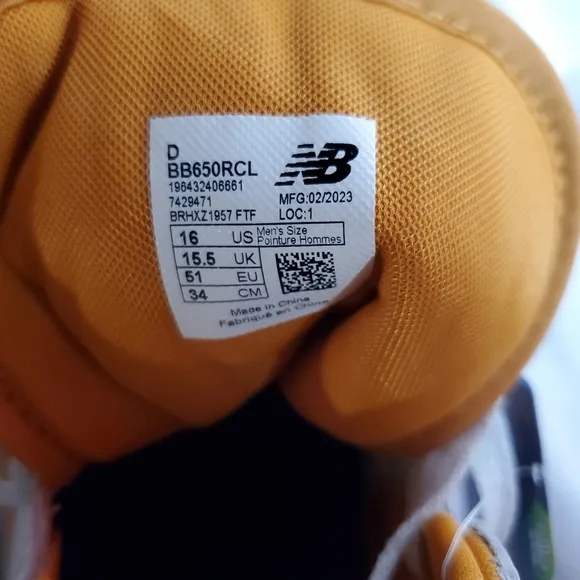 D
BB650RCL
196432406661
7429471
BRHXZ1957 FTF
NB
MFG:02/2023
LOC:1
16 US Men's Size
Pointure Hommes
15.5 UK
51 EU
34 CM
Made in China
Fabriqué en Chine